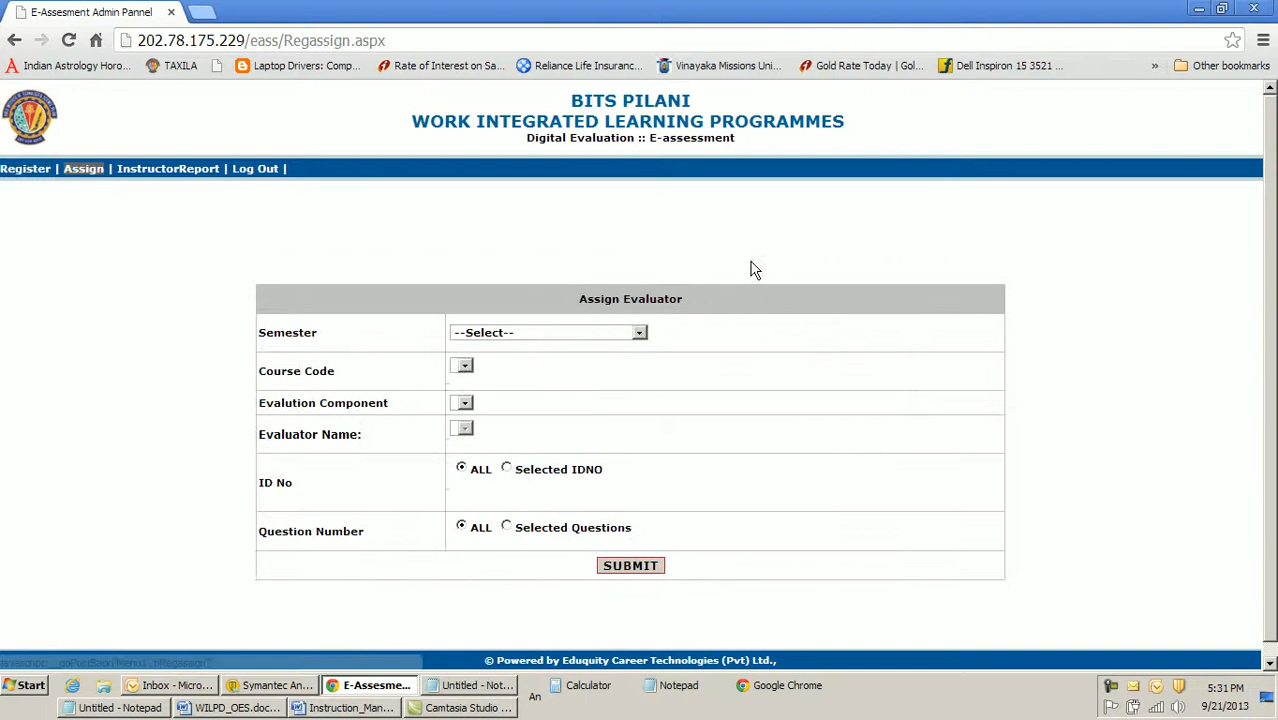 E-Assesment Admin Pannel
202.78.175.229/eass/Regassign.aspx
Indian Astrology Horo... TAXILA Laptop Drivers: Comp... Rate of Interest on Sa... Reliance Life Insuranc... Vinayaka Missions Uni... Gold Rate Today | Gol... Dell Inspiron 15 3521 ... » Other bookmarks
BITS PILANI
WORK INTEGRATED LEARNING PROGRAMMES
Digital Evaluation :: E-assessment
Register | Assign | InstructorReport | Log Out |
Assign Evaluator
Semester --Select--
Course Code
Evalution Component
Evaluator Name:
ID No ALL Selected IDNO
Question Number ALL Selected Questions
SUBMIT
© Powered by Eduquity Career Technologies (Pvt) Ltd.,
Start Inbox - Micro... Symantec An... E-Assesme... Untitled - Not... An Calculator Notepad Google Chrome 5:31 PM
Untitled - Notepad WILPD_OES.doc... Instruction_Man... Camtasia Studio ... 9/21/2013